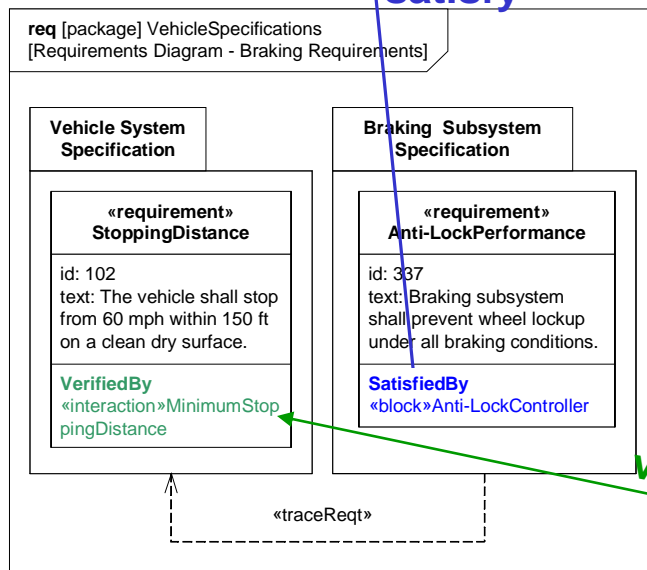 satisfy
req [package] VehicleSpecifications
[Requirements Diagram - Braking Requirements]
Vehicle System
Specification
Braking Subsystem
Specification
«requirement»
StoppingDistance
id: 102
text: The vehicle shall stop
from 60 mph within 150 ft
on a clean dry surface.
VerifiedBy
«interaction»MinimumStop
pingDistance
«requirement»
Anti-LockPerformance
id: 337
text: Braking subsystem
shall prevent wheel lockup
under all braking conditions.
SatisfiedBy
«block»Anti-LockController
«traceReqt»